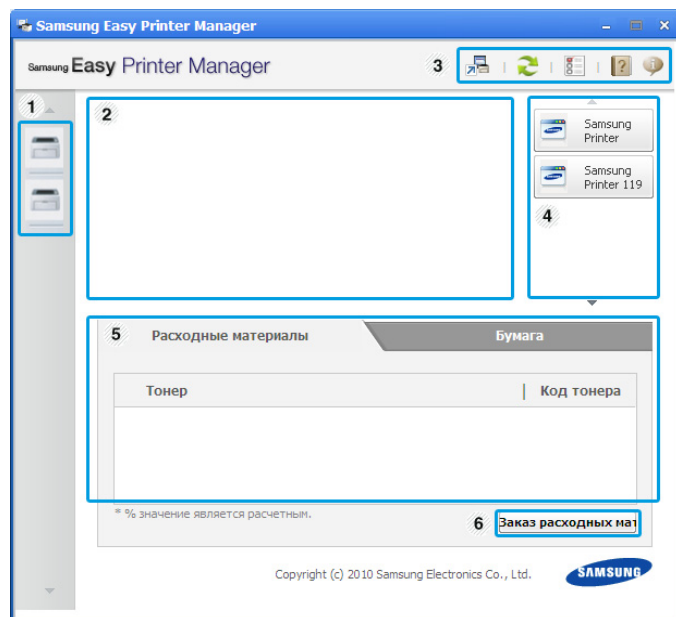 Samsung Easy Printer Manager
Samsung Easy Printer Manager
3
1
2
Samsung
Printer
Samsung
Printer 119
4
5 Расходные материалы Бумага
Тонер Код тонера
* % значение является расчетным.
6 Заказ расходных мат
Copyright (c) 2010 Samsung Electronics Co., Ltd. SAMSUNG